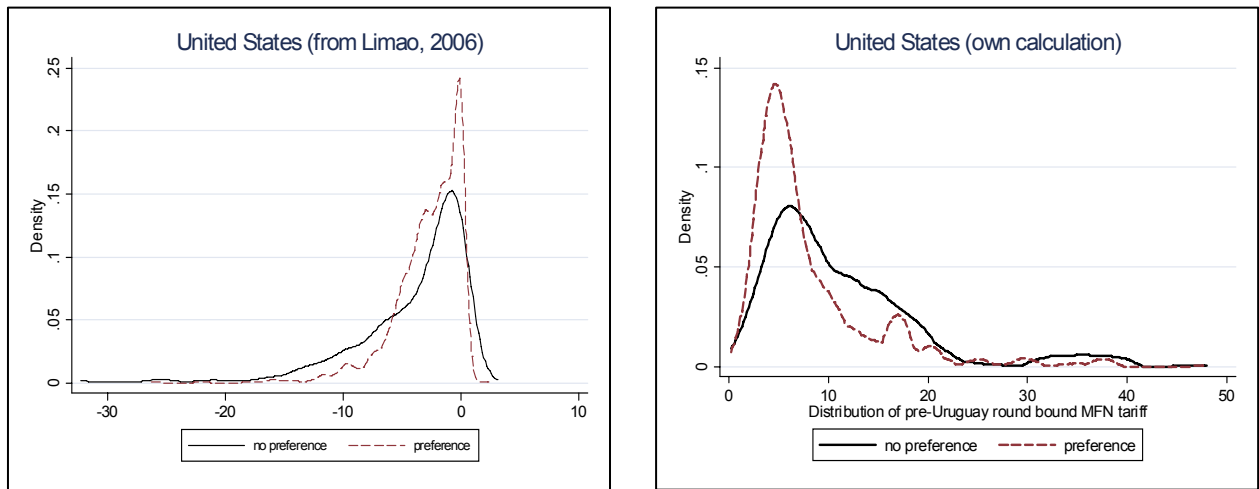 United States (from Limao, 2006)
Density
.25
.2
.15
.1
.05
0
-30
-20
-10
0
10
no preference
preference
United States (own calculation)
Density
.15
.1
.05
0
0
10
20
30
40
50
Distribution of pre-Uruguay round bound MFN tariff
no preference
preference